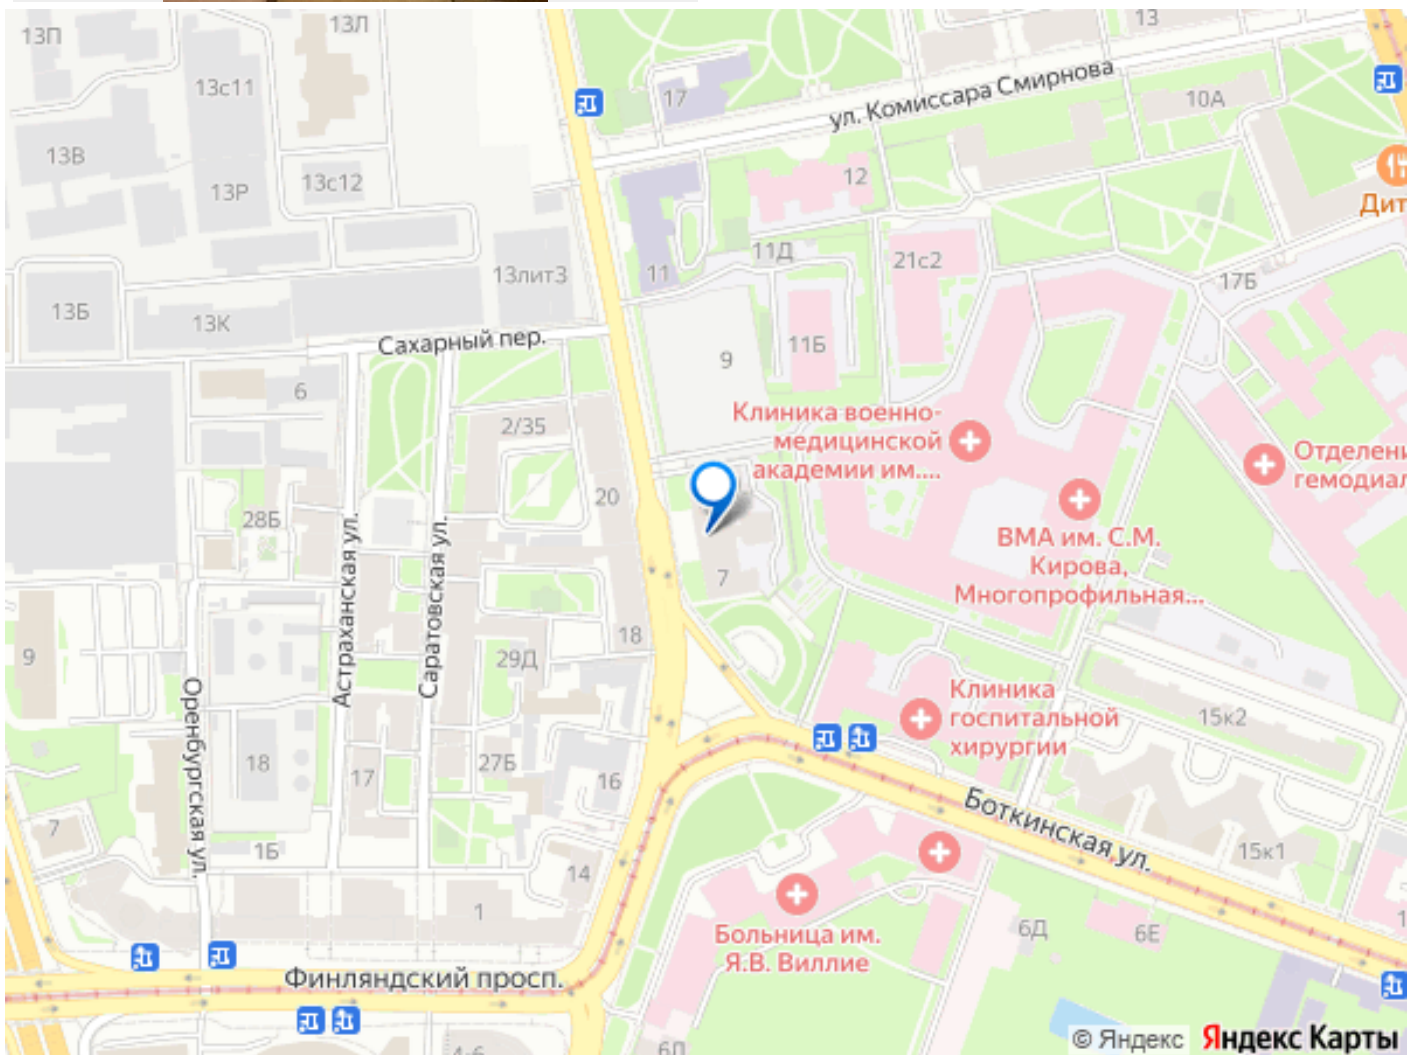 13П
13Л
13
13с11
17
ул. Комиссара Смирнова
10А
13В
13Р
13с12
12
11
11Д
21с2
13лит3
17Б
13Б
13К
Сахарный пер.
9
11Б
6
2/35
Клиника военно-
медицинской
академии им....
Отделени
гемодиал
20
28Б
ВМА им. С.М.
Кирова,
Многопрофильная...
7
Астраханская ул.
Саратовская ул.
18
9
29Д
Оренбургская ул.
Клиника
госпитальной
хирургии
15к2
18
17
27Б
16
7
1Б
14
Боткинская ул.
15к1
1
Больница им.
Я.В. Виллие
6Д
6Е
Финляндский просп.
© Яндекс Яндекс Карты